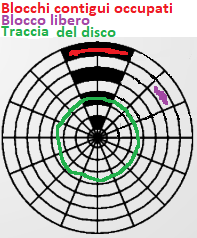 Blocchi contigui occupati
Blocco libero
Traccia del disco